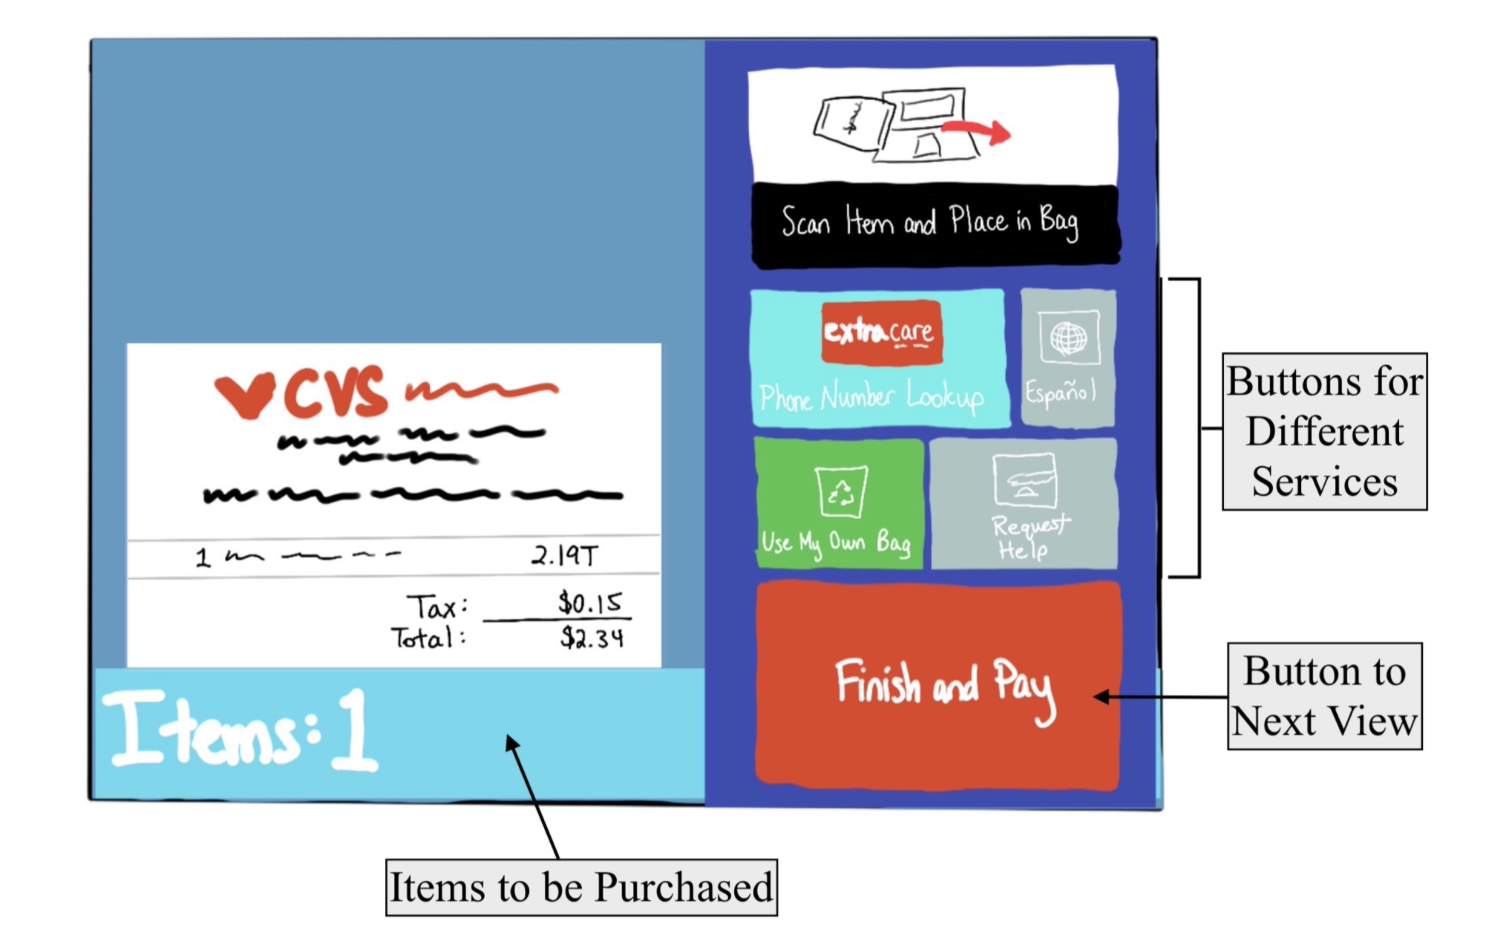 CVS
1 2.19T
Tax: $0.15
Total: $2.34
Items: 1
Scan Item and Place in Bag
extracare
Phone Number Lookup
Español
Use My Own Bag
Request
Help
Finish and Pay
Buttons for
Different
Services
Button to
Next View
Items to be Purchased